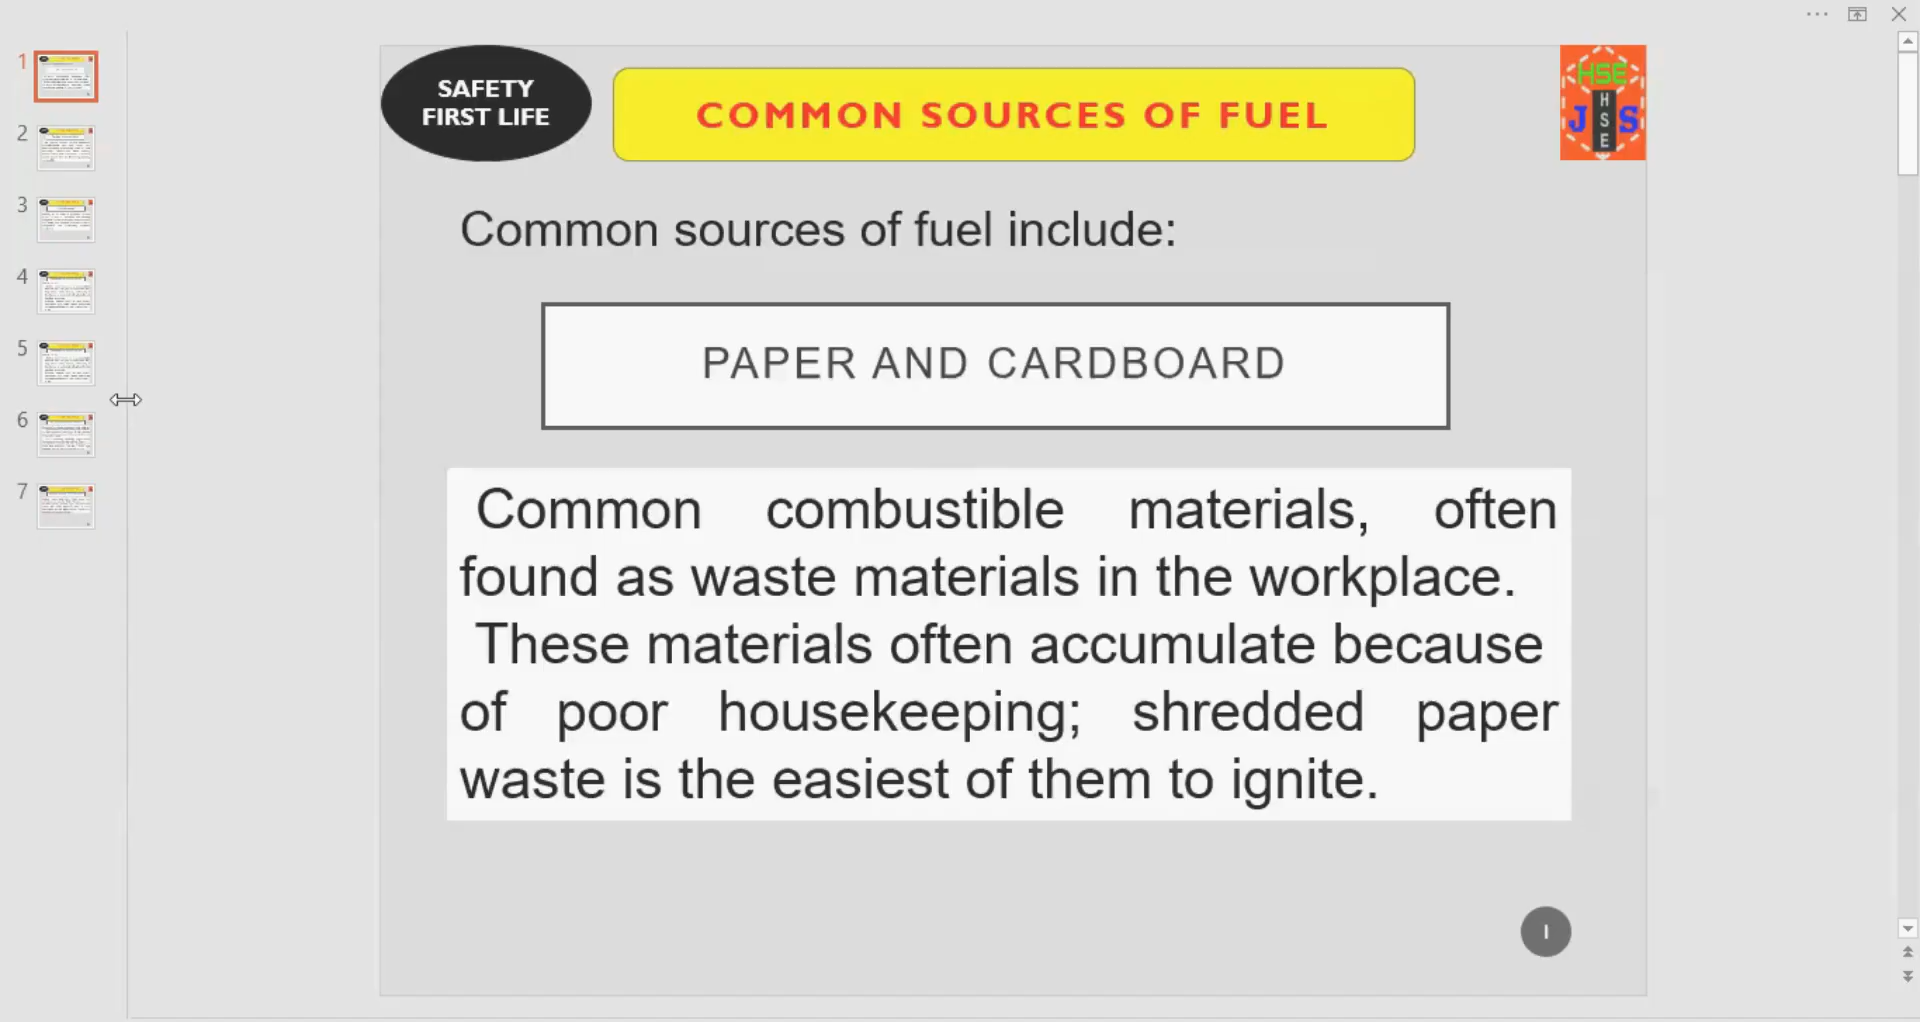 1
2
3
4
5
6
7
SAFETY
FIRST LIFE
COMMON SOURCES OF FUEL
HSE
J HSE S
Common sources of fuel include:
PAPER AND CARDBOARD
Common combustible materials, often
found as waste materials in the workplace.
These materials often accumulate because
of poor housekeeping; shredded paper
waste is the easiest of them to ignite.
1